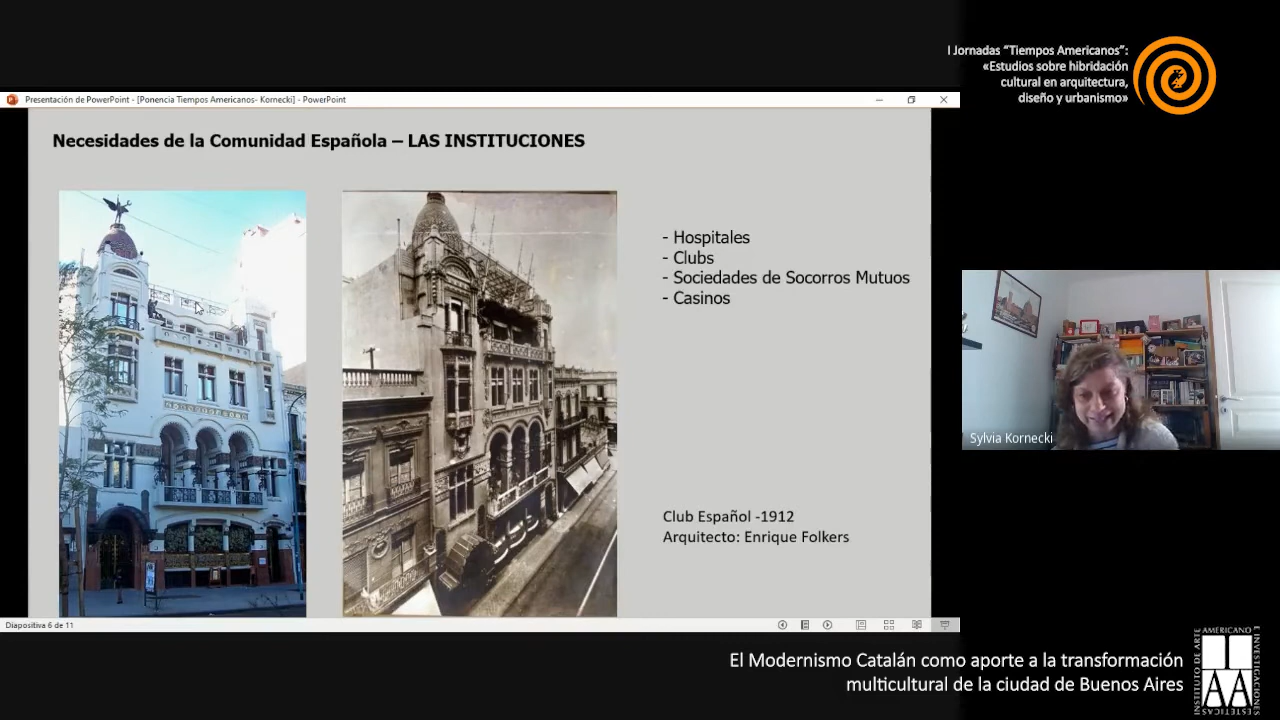 I Jornadas “Tiempos Americanos”:
«Estudios sobre hibridación
cultural en arquitectura,
diseño y urbanismo»
Presentación de PowerPoint - [Ponencia Tiempos Americanos- Kornecki] - PowerPoint
Necesidades de la Comunidad Española – LAS INSTITUCIONES
- Hospitales
- Clubs
- Sociedades de Socorros Mutuos
- Casinos
Club Español -1912
Arquitecto: Enrique Folkers
Sylvia Kornecki
Diapositiva 6 de 11
El Modernismo Catalán como aporte a la transformación
multicultural de la ciudad de Buenos Aires
INSTITUTO DE ARTE
AMERICANO
E INVESTIGACIONES
ESTÉTICAS
IAA